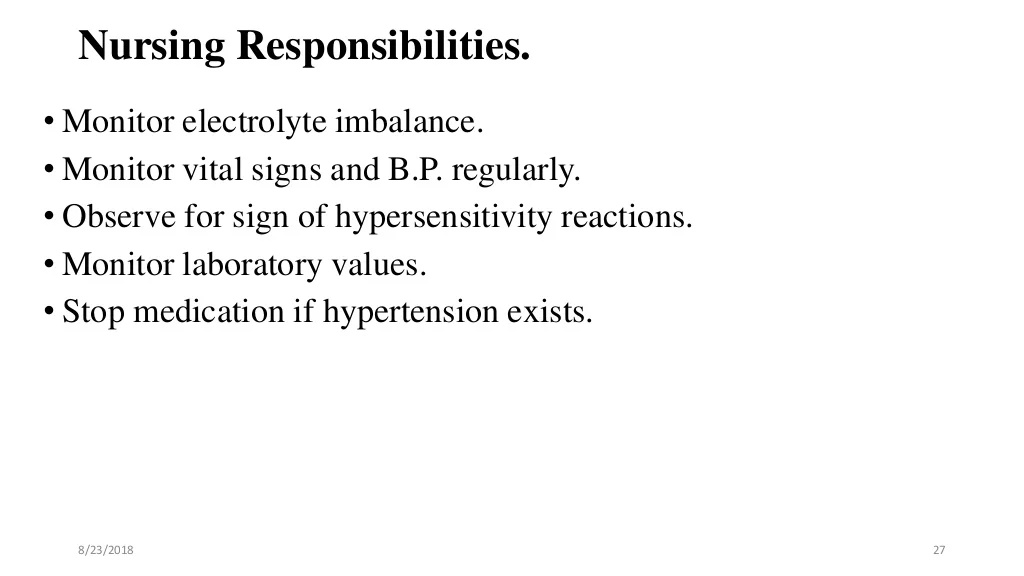 Nursing Responsibilities.
• Monitor electrolyte imbalance.
• Monitor vital signs and B.P. regularly.
• Observe for sign of hypersensitivity reactions.
• Monitor laboratory values.
• Stop medication if hypertension exists.
8/23/2018
27